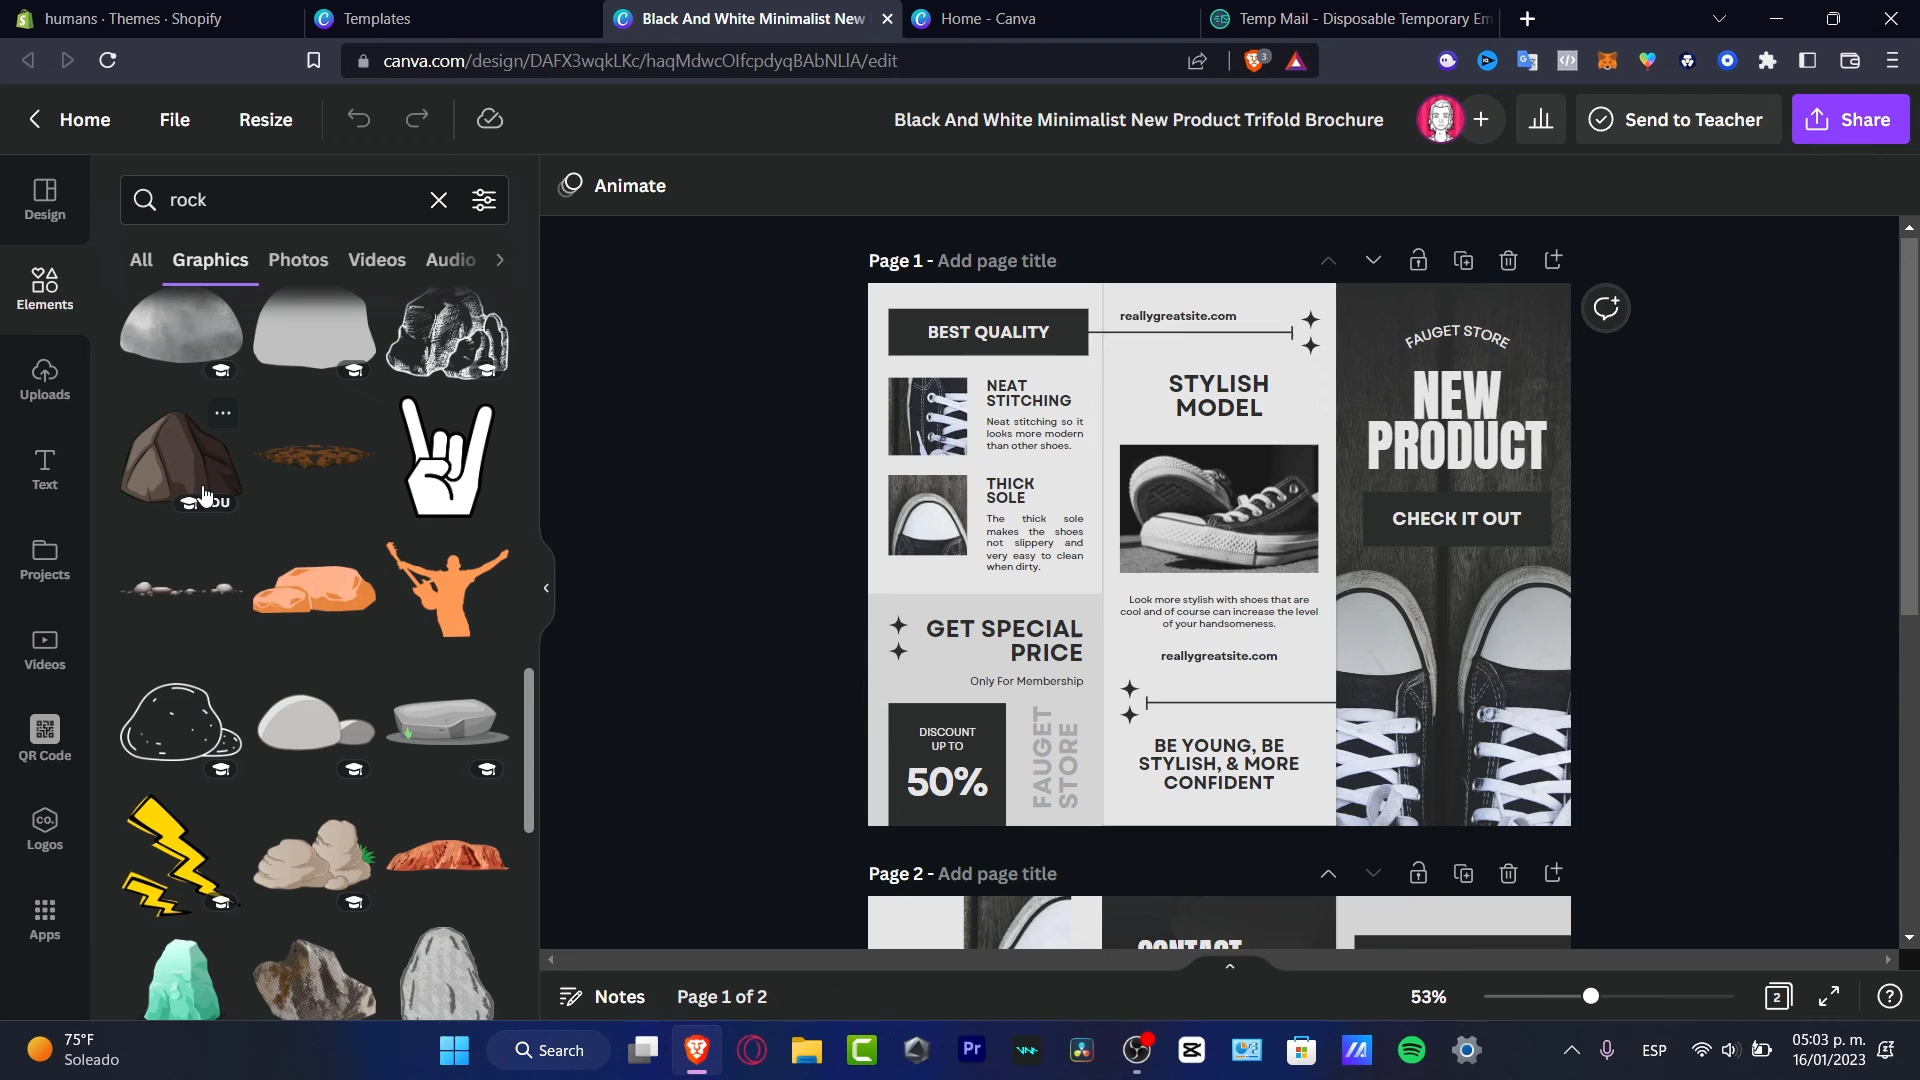 humans · Themes · Shopify
Templates
Black And White Minimalist New
Home - Canva
Temp Mail - Disposable Temporary Em
canva.com/design/DAFX3wqkLKc/haqMdwcOIfcpdyqBAbNLlA/edit
3
Home
File
Resize
Black And White Minimalist New Product Trifold Brochure
Send to Teacher
Share
Design
Elements
Uploads
Text
Projects
Videos
QR Code
CO.
Logos
Apps
rock
All
Graphics
Photos
Videos
Audio
Animate
Page 1 - Add page title
BEST QUALITY
NEAT
STITCHING
Neat stitching so it
looks more modern
than other shoes.
THICK
SOLE
The thick sole
makes the shoes
not slippery and
very easy to clean
when dirty.
GET SPECIAL
PRICE
Only For Membership
DISCOUNT
UP TO
50%
FAUGET
STORE
reallygreatsite.com
STYLISH
MODEL
Look more stylish with shoes that are
cool and of course can increase the level
of your handsomeness.
reallygreatsite.com
BE YOUNG, BE
STYLISH, & MORE
CONFIDENT
FAUGET STORE
NEW
PRODUCT
CHECK IT OUT
Page 2 - Add page title
CONTACT
Notes
Page 1 of 2
53%
2
75°F
Soleado
Search
Pr
ESP
05:03 p. m.
16/01/2023